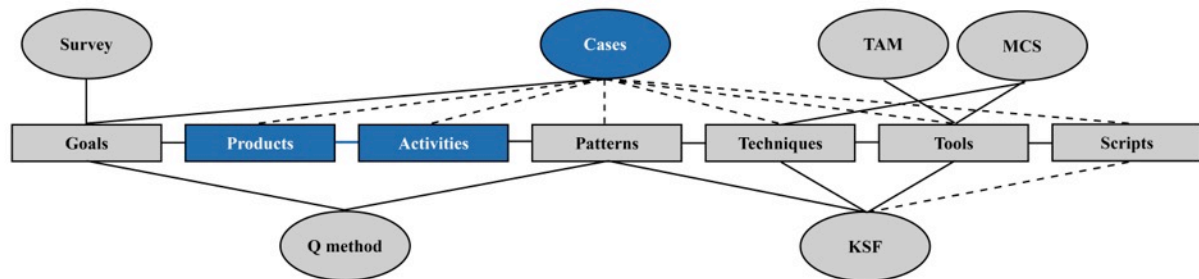 Survey
Cases
TAM
MCS
Goals
Products
Activities
Patterns
Techniques
Tools
Scripts
Q method
KSF